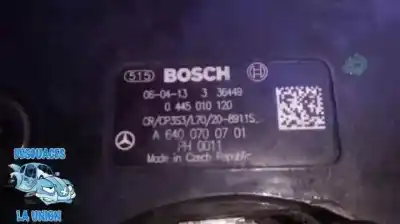 515 BOSCH
06-04-13 3 36449
0 445 010 120
CR/CP3S3/L70/20-8911S
A 640 070 07 01
PH 0011
Made in Czech Republic
DESGUACES
LA UNION